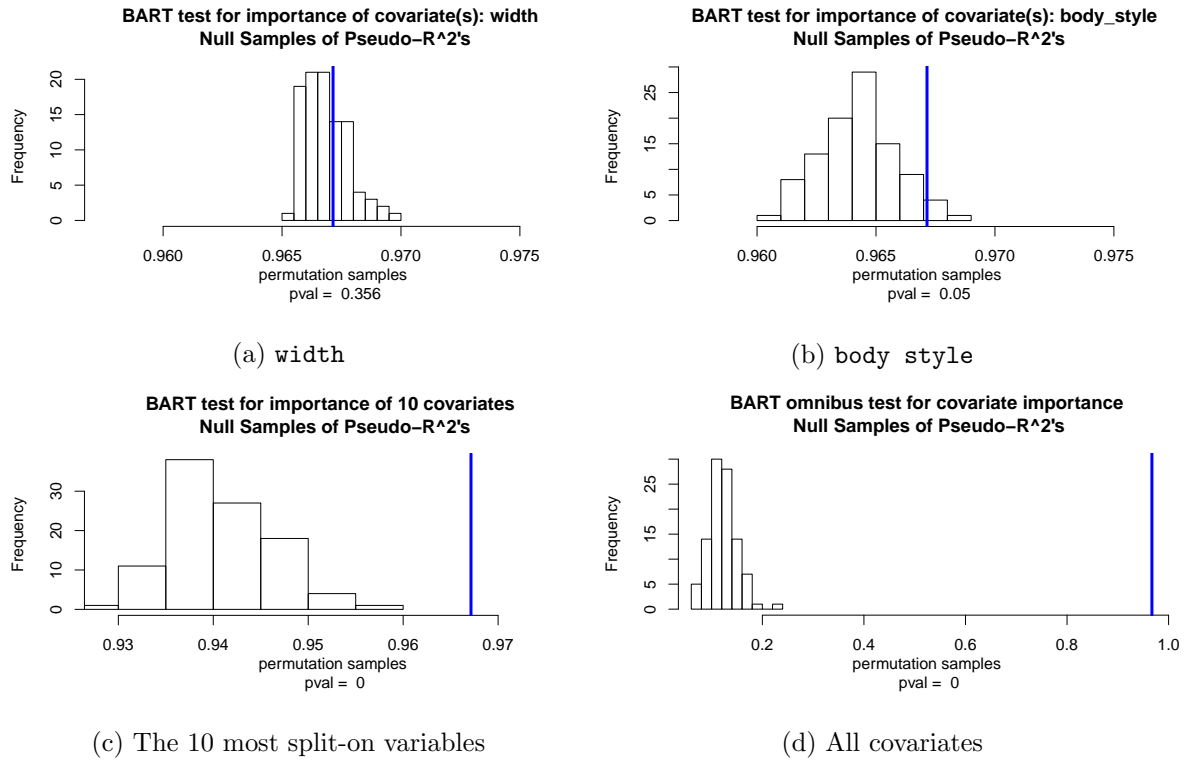 BART test for importance of covariate(s): width
Null Samples of Pseudo−R^2's
Frequency
0 5 10 15 20
0.960 0.965 0.970 0.975
permutation samples
pval = 0.356
(a) width
BART test for importance of covariate(s): body_style
Null Samples of Pseudo−R^2's
Frequency
0 5 15 25
0.960 0.965 0.970 0.975
permutation samples
pval = 0.05
(b) body style
BART test for importance of 10 covariates
Null Samples of Pseudo−R^2's
Frequency
0 10 20 30
0.93 0.94 0.95 0.96 0.97
permutation samples
pval = 0
(c) The 10 most split-on variables
BART omnibus test for covariate importance
Null Samples of Pseudo−R^2's
Frequency
0 5 15 25
0.2 0.4 0.6 0.8 1.0
permutation samples
pval = 0
(d) All covariates